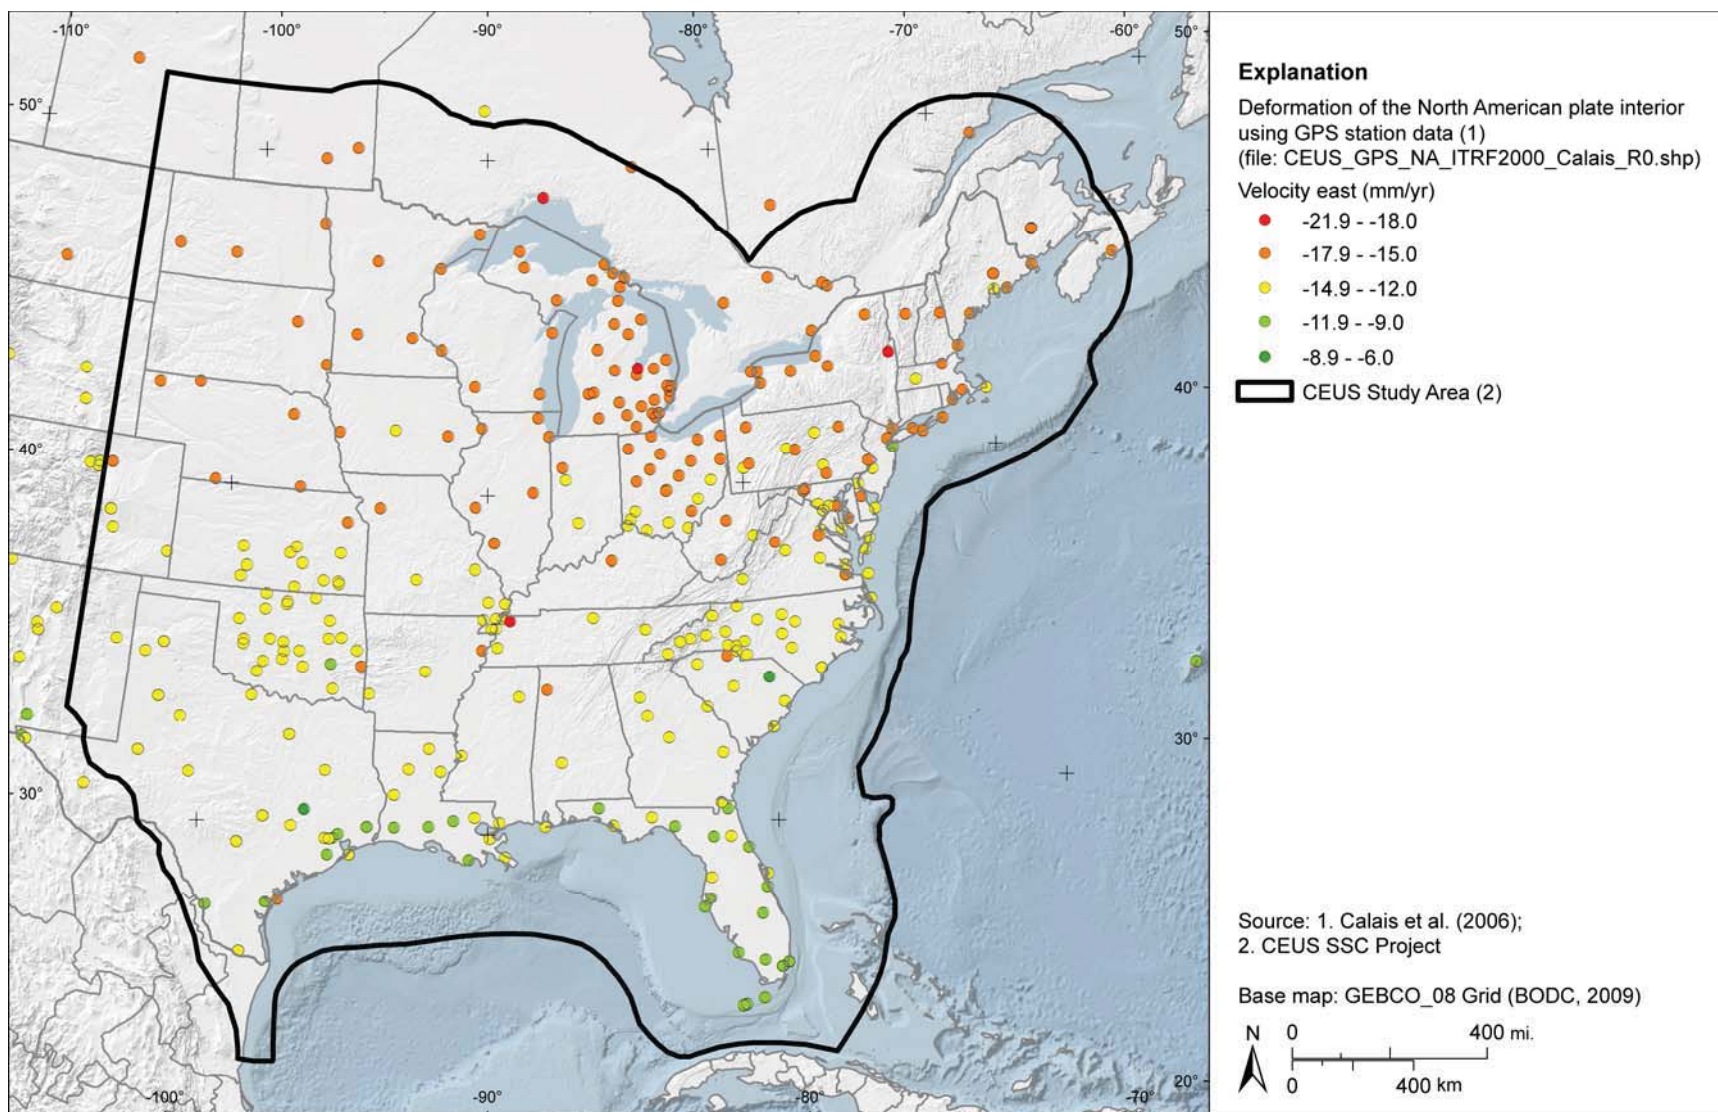 -110° -100° -90° -80° -70° -60° 50°
50°
40° 40°
30° 30°
20°
-100° -90° -80° -70°
Explanation
Deformation of the North American plate interior
using GPS station data (1)
(file: CEUS_GPS_NA_ITRF2000_Calais_R0.shp)
Velocity east (mm/yr)
-21.9 - -18.0
-17.9 - -15.0
-14.9 - -12.0
-11.9 - -9.0
-8.9 - -6.0
CEUS Study Area (2)
Source: 1. Calais et al. (2006);
2. CEUS SSC Project
Base map: GEBCO_08 Grid (BODC, 2009)
N 0 400 mi.
0 400 km